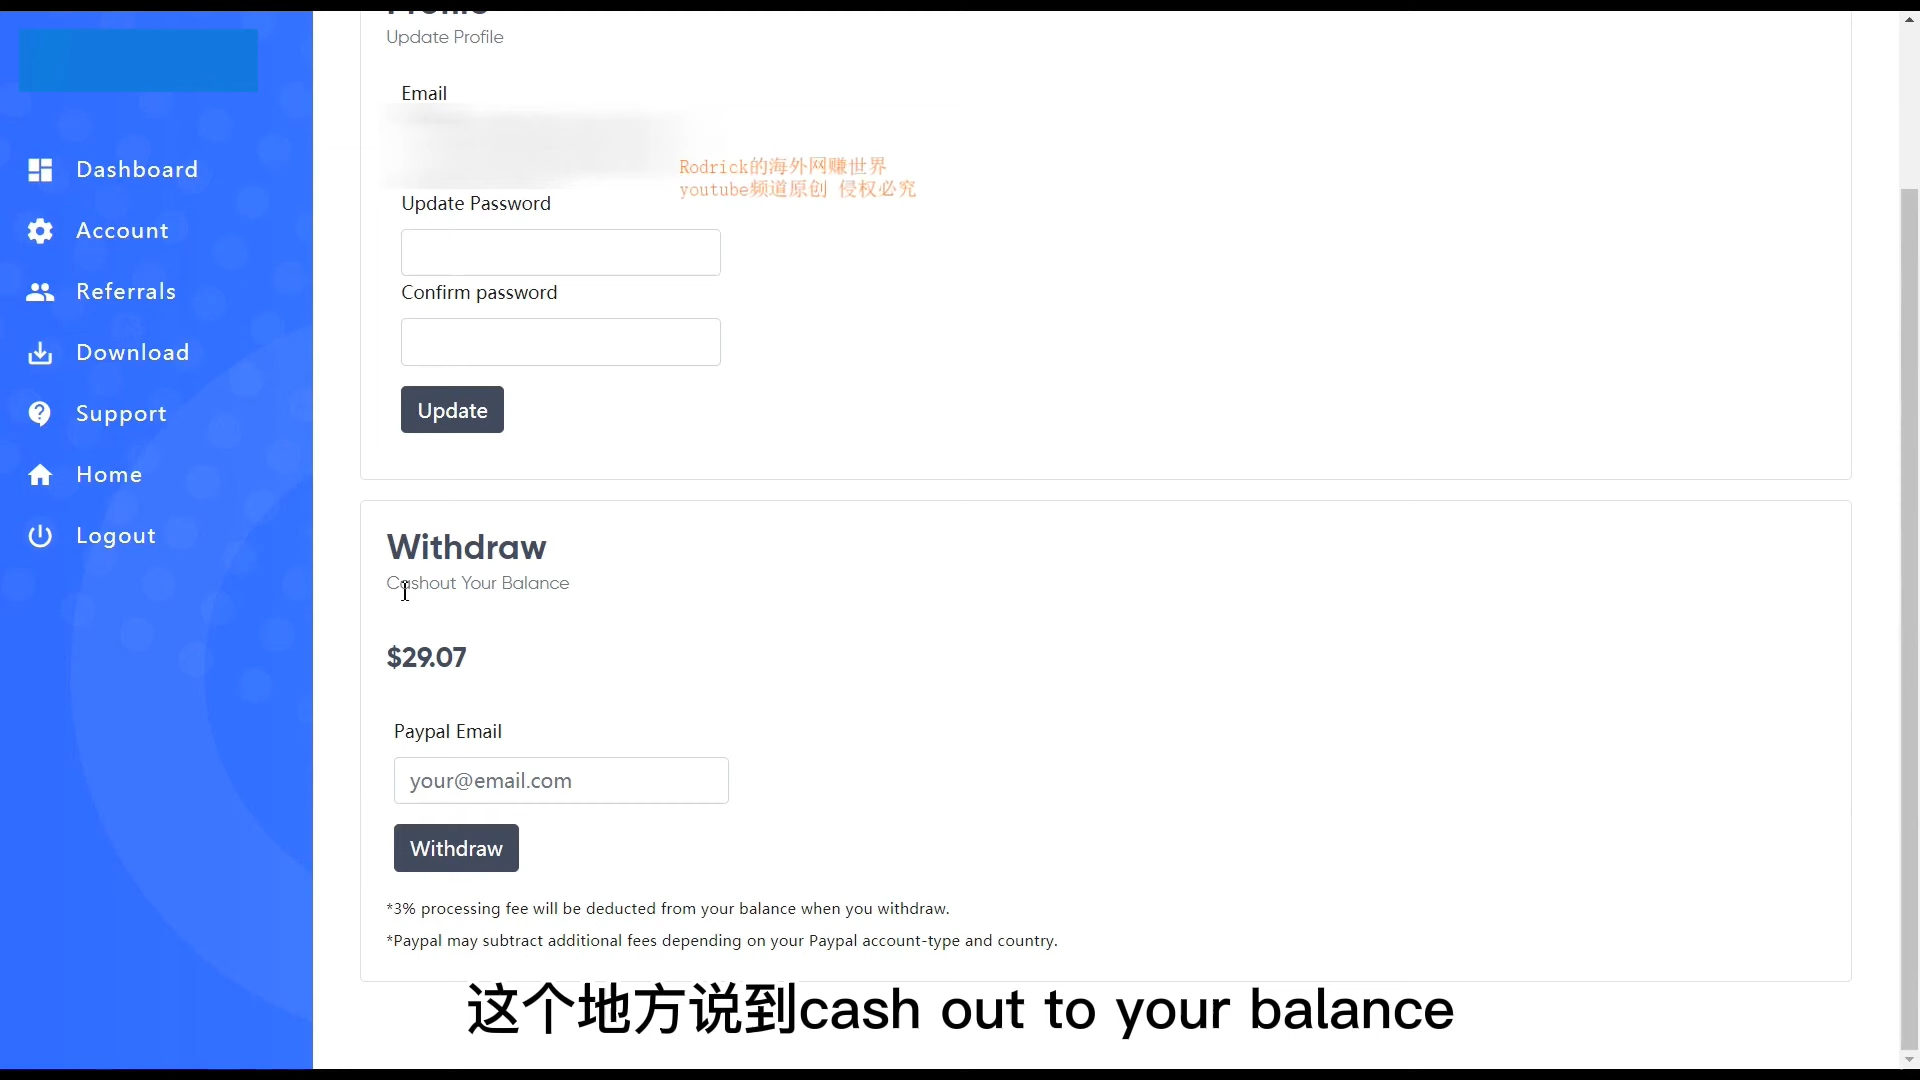 Update Profile
Email
Rodrick的海外网赚世界
youtube频道原创 侵权必究
Update Password
Confirm password
Update
Dashboard
Account
Referrals
Download
Support
Home
Logout
Withdraw
Cashout Your Balance
$29.07
Paypal Email
your@email.com
Withdraw
*3% processing fee will be deducted from your balance when you withdraw.
*Paypal may subtract additional fees depending on your Paypal account-type and country.
这个地方说到cash out to your balance